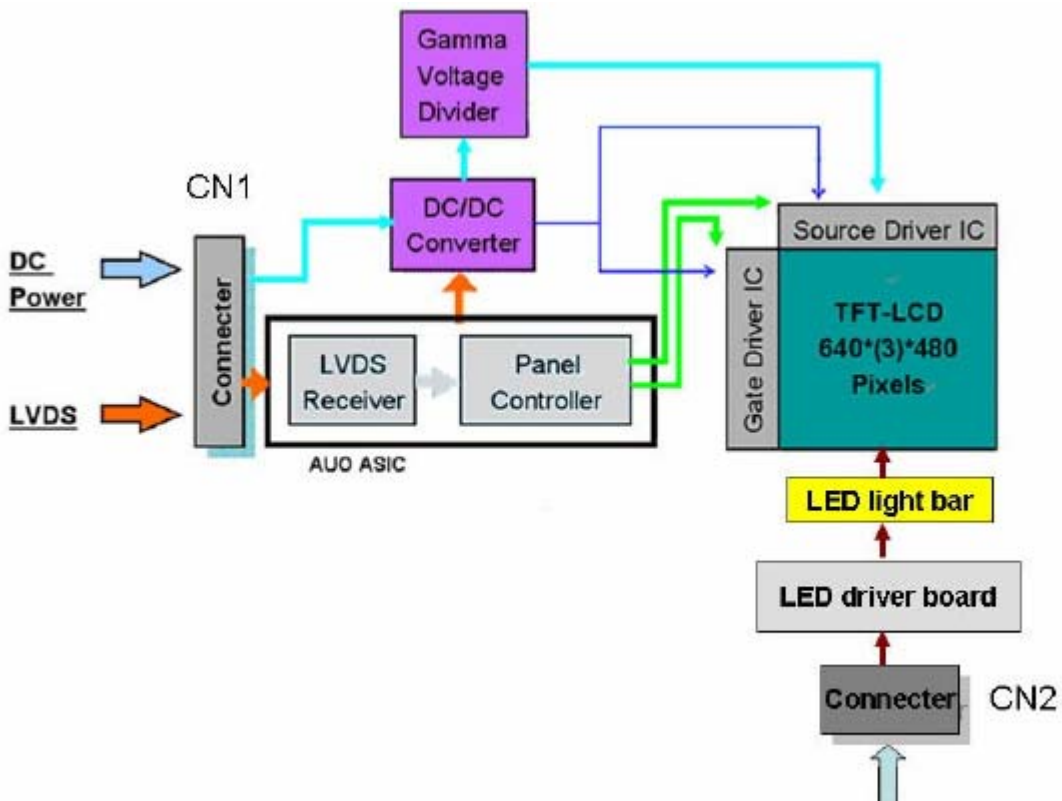 Gamma
Voltage
Divider
CN1
DC/DC
Converter
DC
Power
LVDS
Connecter
LVDS
Receiver
Panel
Controller
AUO ASIC
Source Driver IC
Gate Driver IC
TFT-LCD
640*(3)*480
Pixels
LED light bar
LED driver board
Connecter
CN2